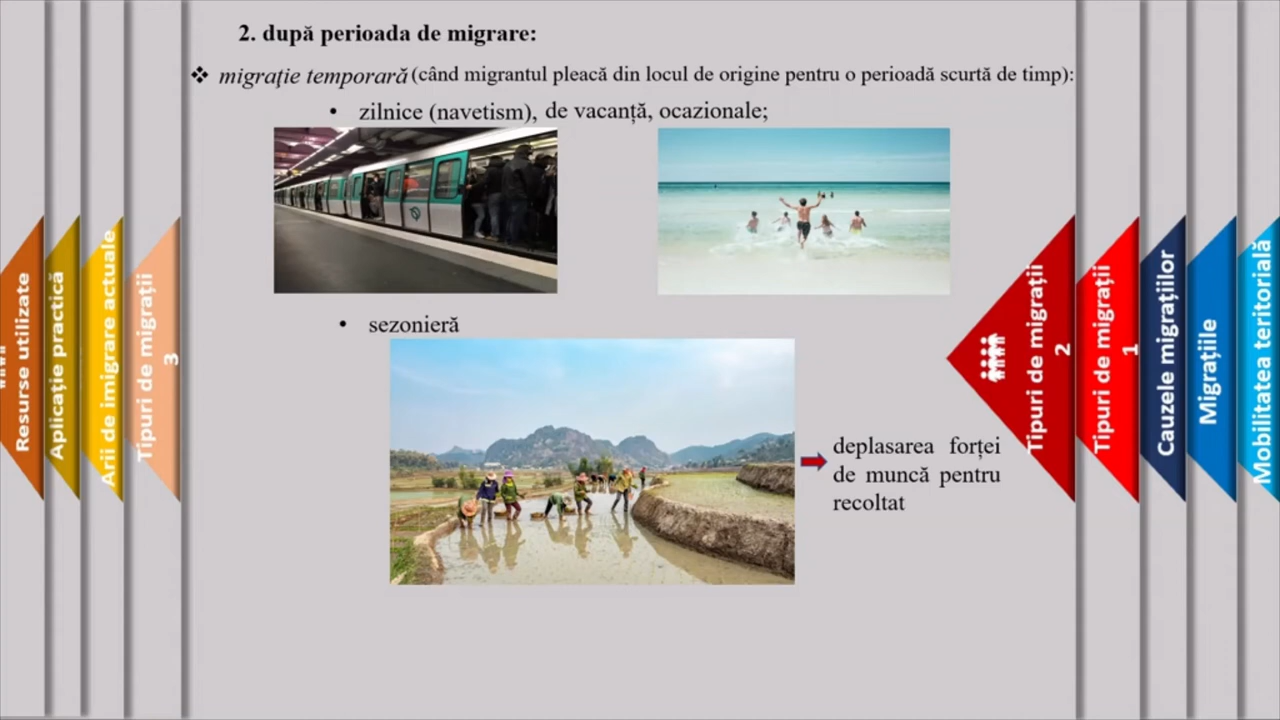 2. după perioada de migrare:
❖ migraţie temporară (când migrantul pleacă din locul de origine pentru o perioadă scurtă de timp):
• zilnice (navetism), de vacanță, ocazionale;
• sezonieră
deplasarea forței
de muncă pentru
recoltat
Resurse utilizate
Aplicație practică
Arii de imigrare actuale
Tipuri de migrații
3
Tipuri de migrații
2
Tipuri de migrații
1
Cauzele migrațiilor
Migrațiile
Mobilitatea teritorială